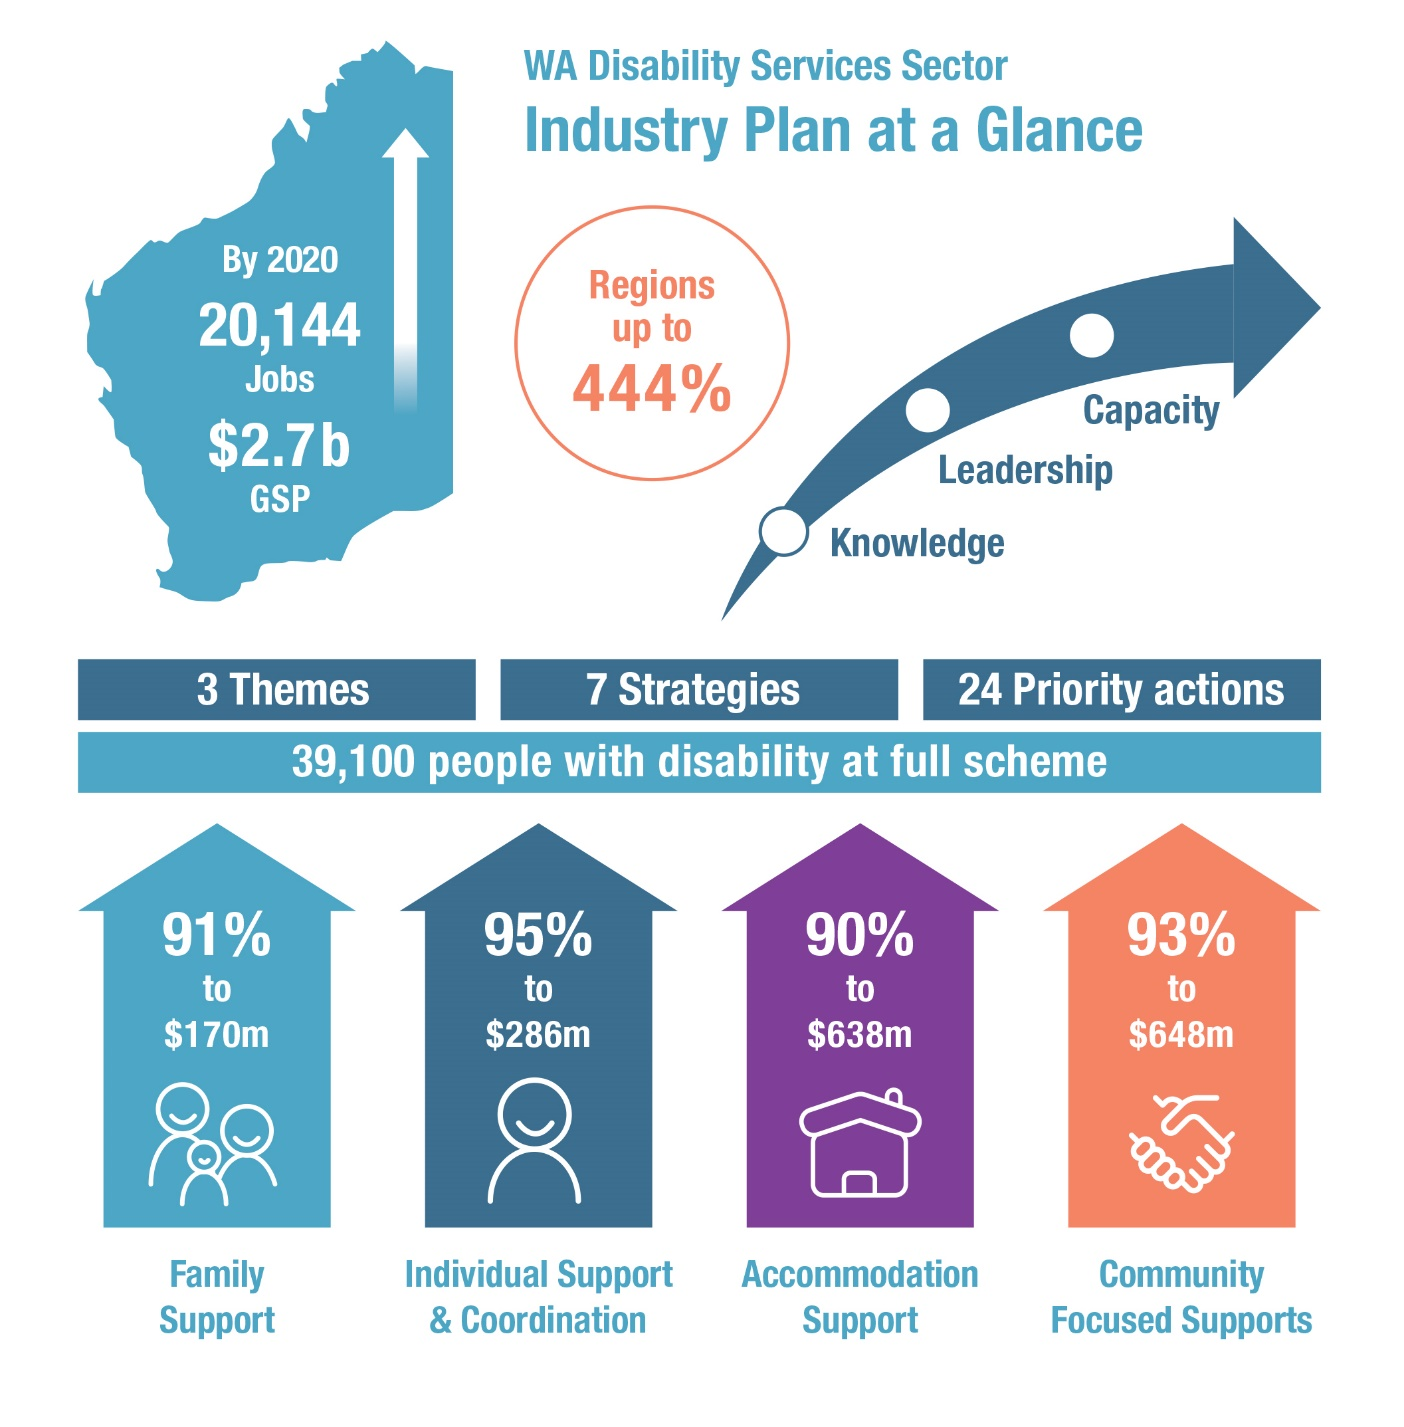 WA Disability Services Sector
Industry Plan at a Glance
By 2020
20,144
Jobs
$2.7b
GSP
Regions
up to
444%
Capacity
Leadership
Knowledge
3 Themes
7 Strategies
24 Priority actions
39,100 people with disability at full scheme
91%
to
$170m
Family
Support
95%
to
$286m
Individual Support
& Coordination
90%
to
$638m
Accommodation
Support
93%
to
$648m
Community
Focused Supports